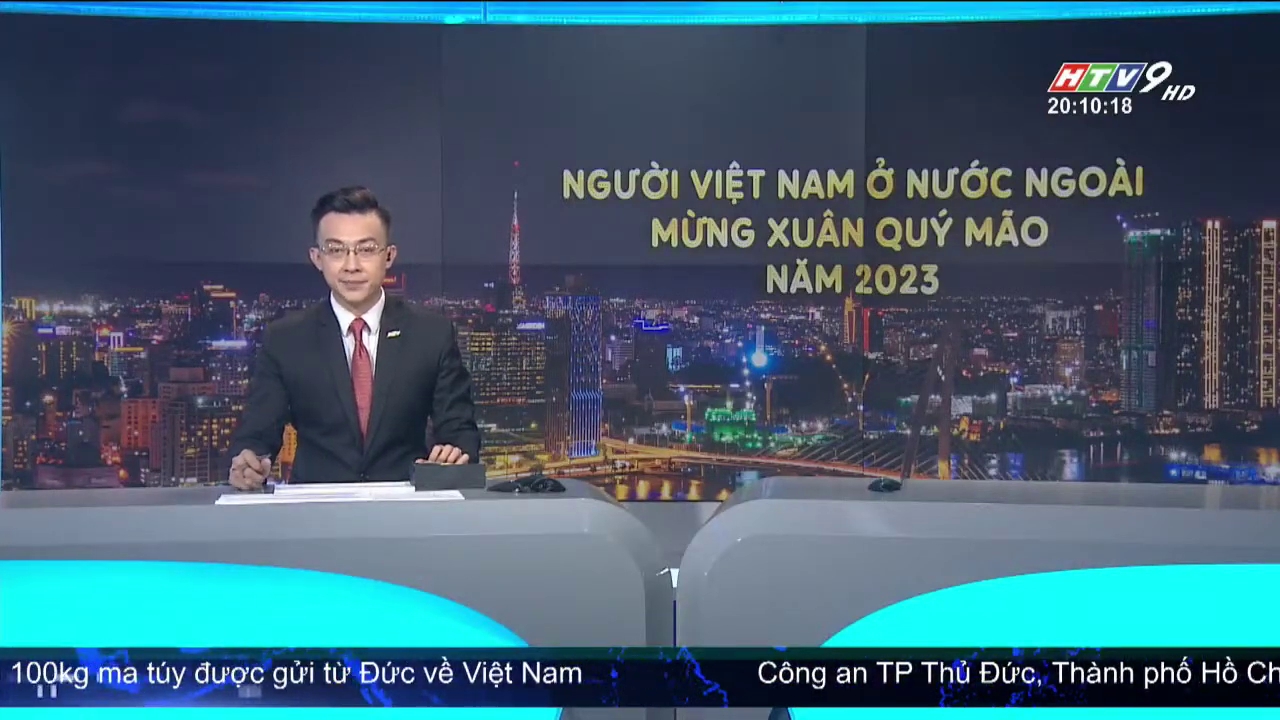 HTV9 HD
20:10:18
NGƯỜI VIỆT NAM Ở NƯỚC NGOÀI
MỪNG XUÂN QUÝ MÃO
NĂM 2023
100kg ma túy được gửi từ Đức về Việt Nam
Công an TP Thủ Đức, Thành phố Hồ Ch